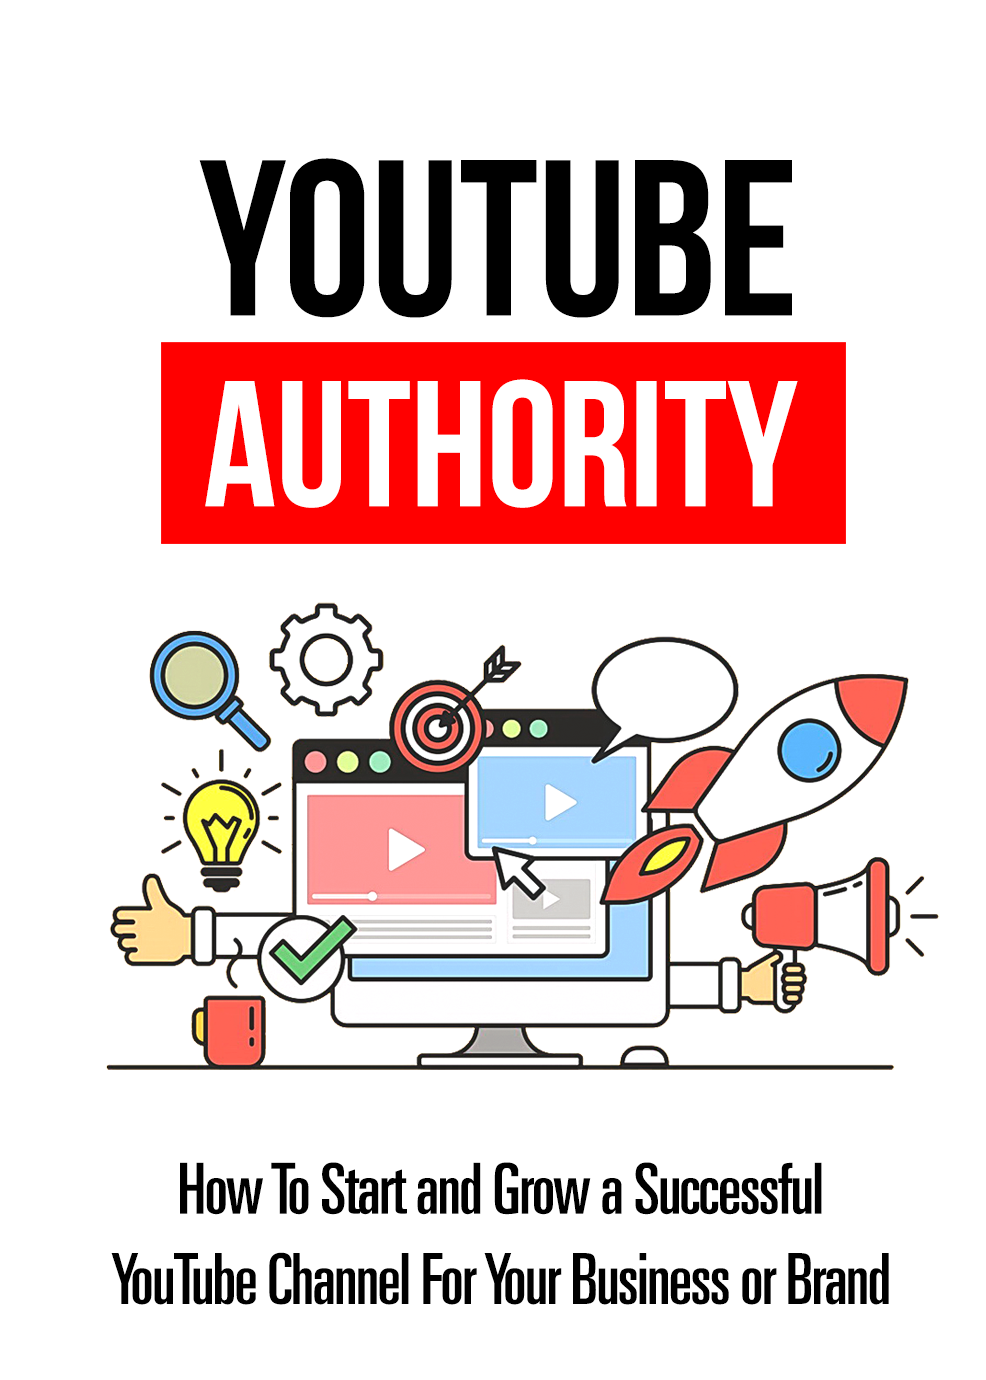 YOUTUBE
AUTHORITY
How To Start and Grow a Successful
YouTube Channel For Your Business or Brand